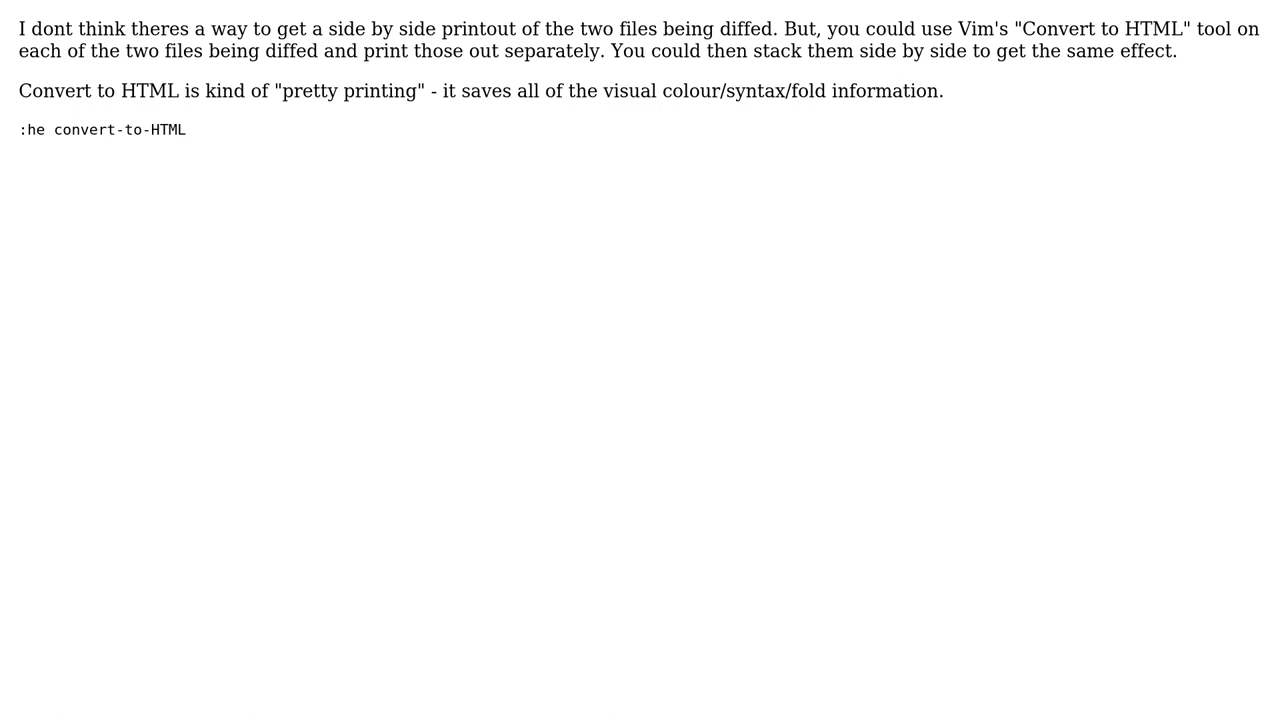 I dont think theres a way to get a side by side printout of the two files being diffed. But, you could use Vim's "Convert to HTML" tool on
each of the two files being diffed and print those out separately. You could then stack them side by side to get the same effect.
Convert to HTML is kind of "pretty printing" - it saves all of the visual colour/syntax/fold information.
:he convert-to-HTML